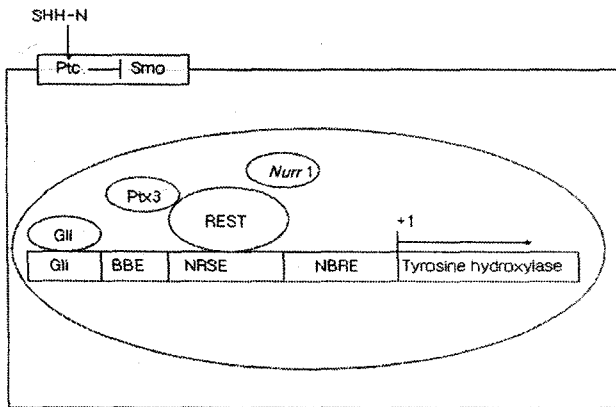 SHH-N
Ptc Smo
Nurr 1
Ptx3
REST
Gli
+1
Gli BBE NRSE NBRE Tyrosine hydroxylase